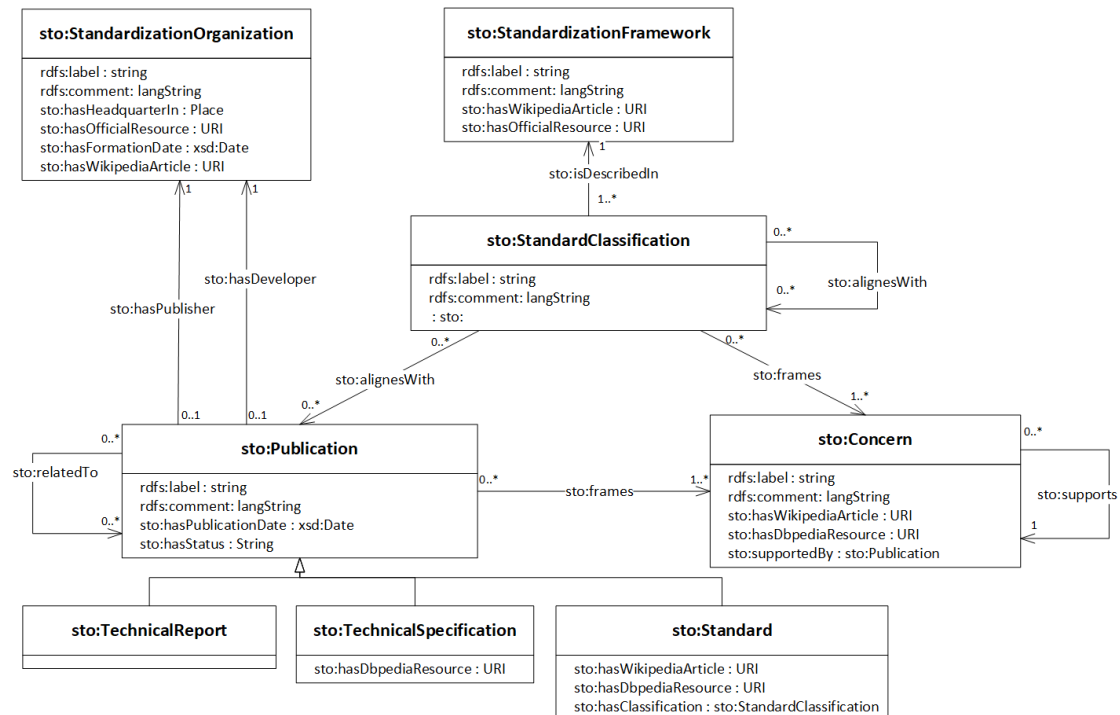 sto:StandardizationOrganization
rdfs:label : string
rdfs:comment: langString
sto:hasHeadquarterIn : Place
sto:hasOfficialResource : URI
sto:hasFormationDate : xsd:Date
sto:hasWikipediaArticle : URI
sto:StandardizationFramework
rdfs:label : string
rdfs:comment: langString
sto:hasWikipediaArticle : URI
sto:hasOfficialResource : URI
1
1
1
sto:isDescribedIn
1..*
sto:StandardClassification
rdfs:label : string
rdfs:comment: langString
: sto:
0..*
sto:alignesWith
0..*
sto:hasDeveloper
sto:hasPublisher
0..*
sto:alignesWith
0..*
0..*
sto:frames
1..*
0..1
0..1
sto:Publication
rdfs:label : string
rdfs:comment: langString
sto:hasPublicationDate : xsd:Date
sto:hasStatus : String
0..*
sto:relatedTo
0..*
0..*
sto:frames
1..*
sto:Concern
rdfs:label : string
rdfs:comment: langString
sto:hasWikipediaArticle : URI
sto:hasDbpediaResource : URI
sto:supportedBy : sto:Publication
0..*
sto:supports
1
sto:TechnicalReport
sto:TechnicalSpecification
sto:hasDbpediaResource : URI
sto:Standard
sto:hasWikipediaArticle : URI
sto:hasDbpediaResource : URI
sto:hasClassification : sto:StandardClassification